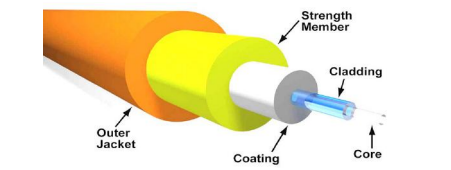 Strength
Member
Cladding
Outer
Jacket
Coating
Core